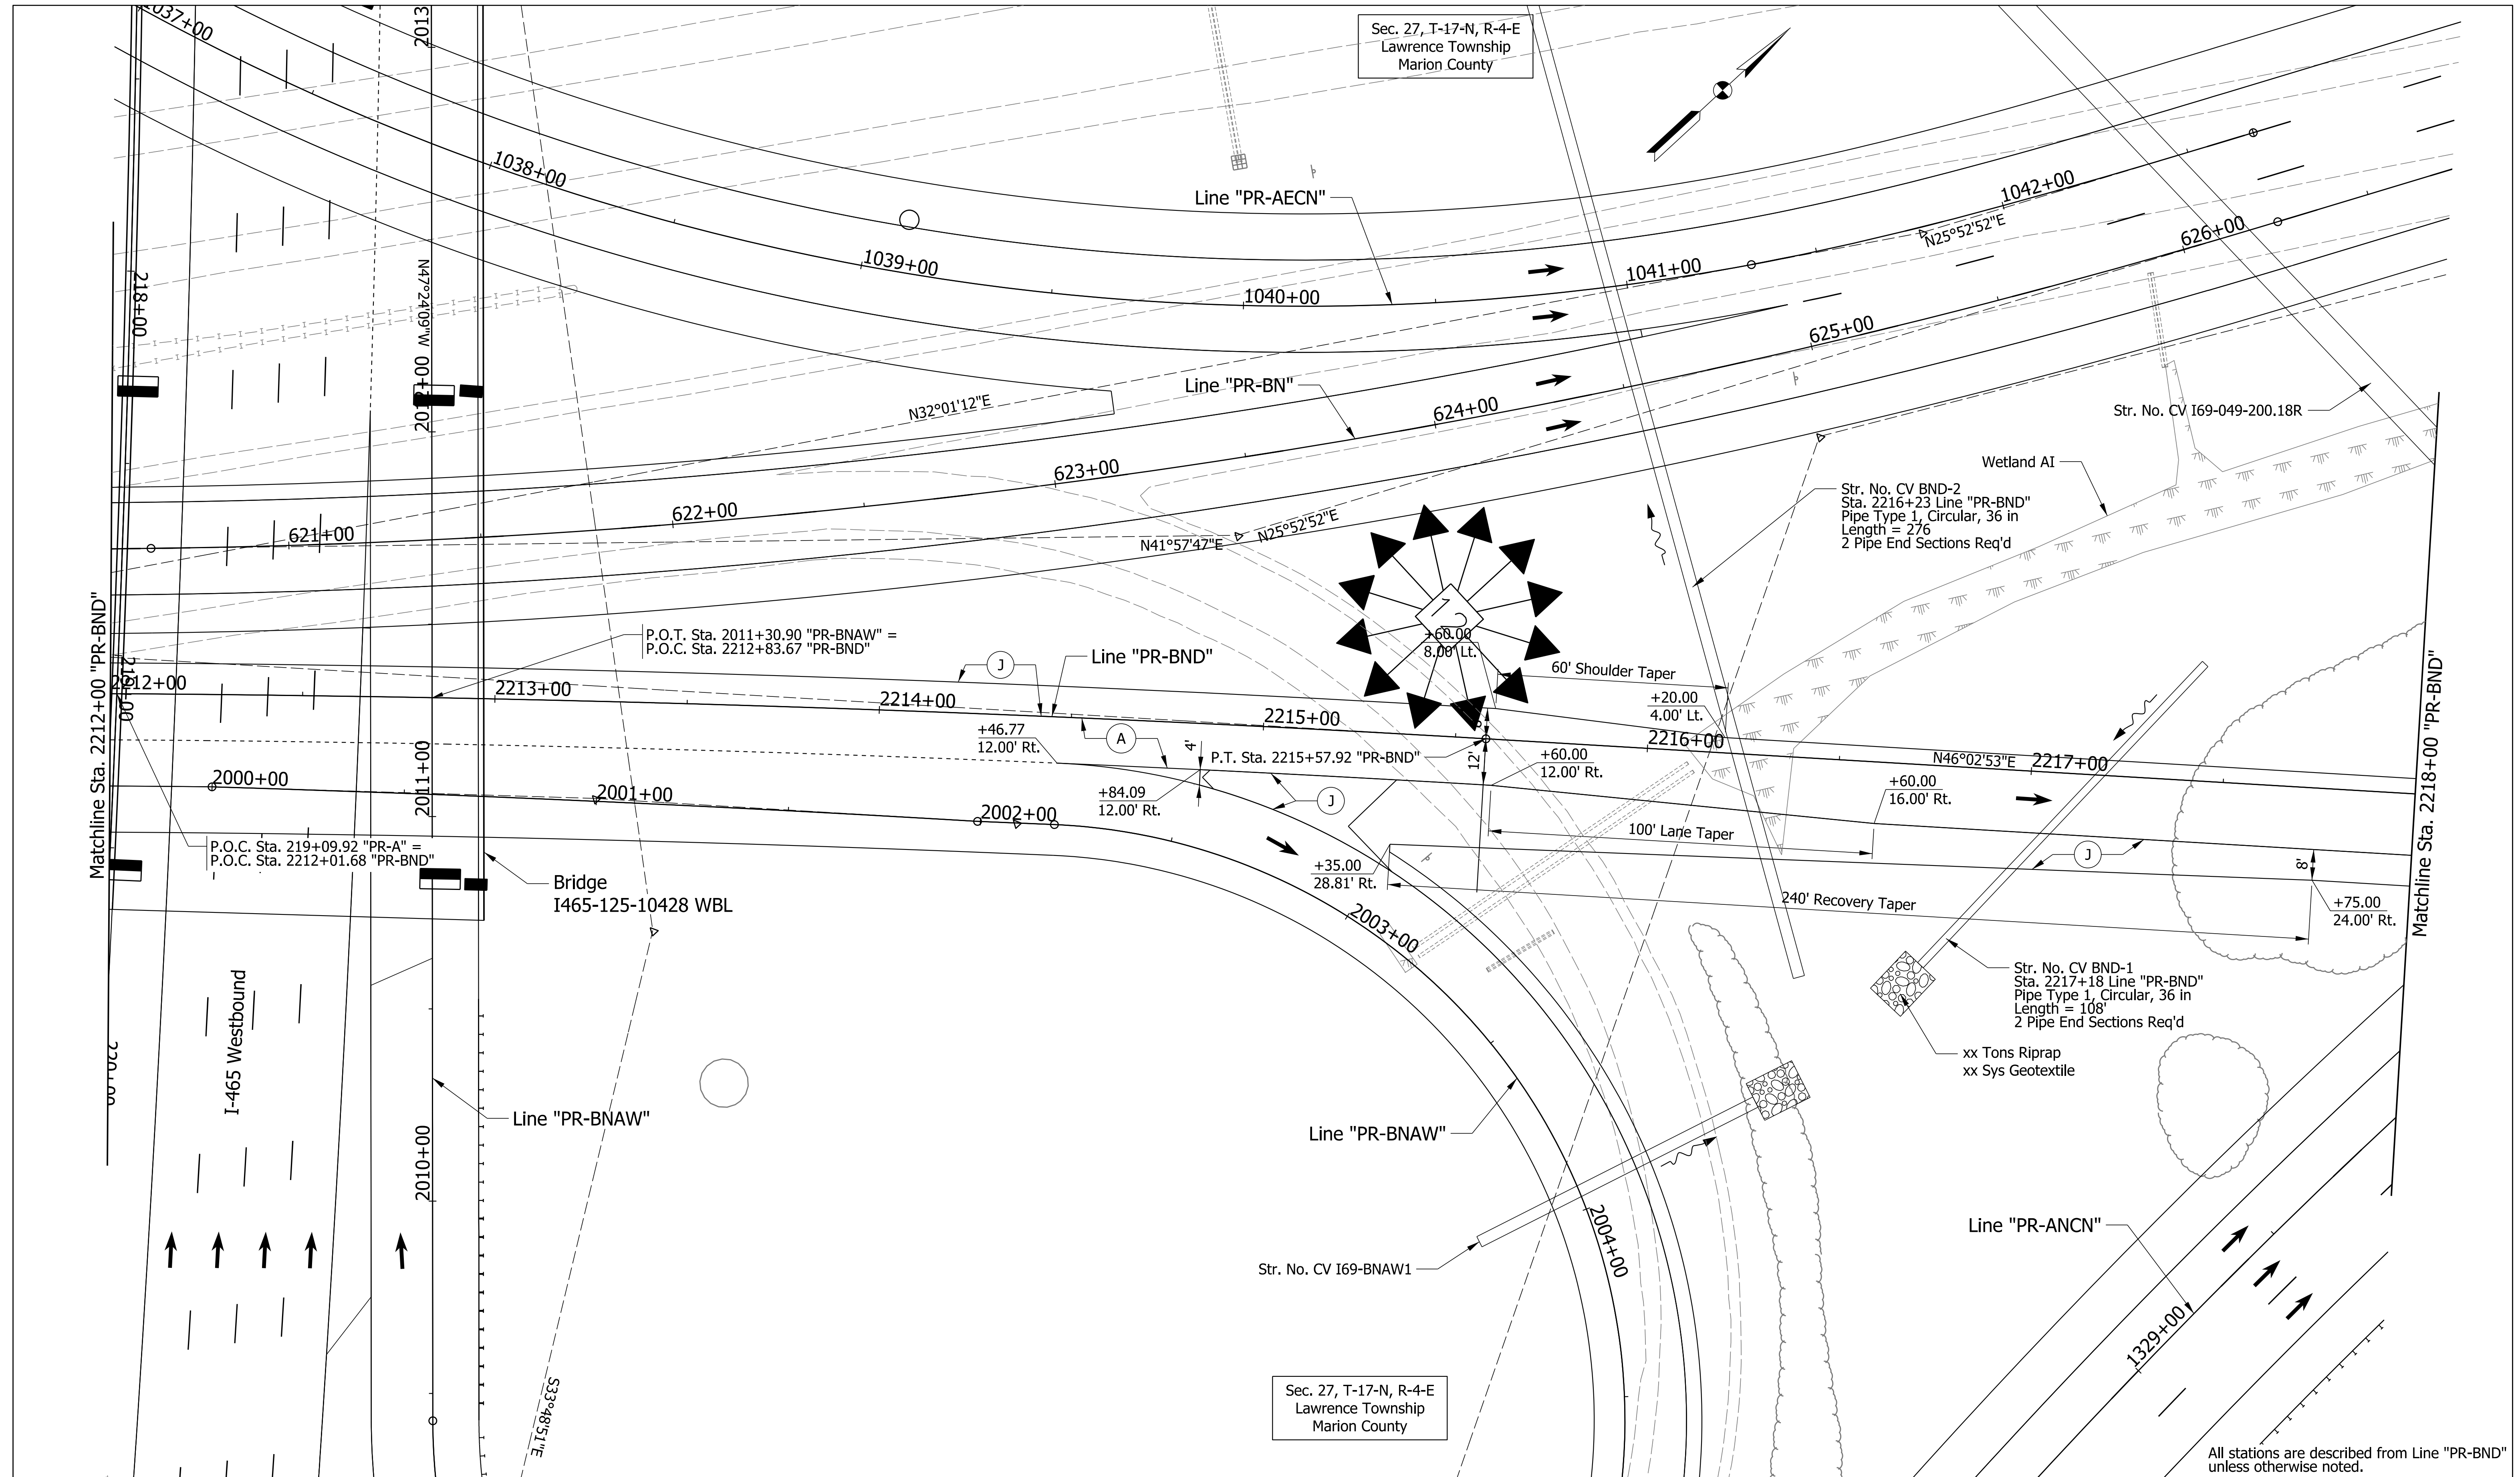 Sec. 27, T-17-N, R-4-E
Lawrence Township
Marion County
1037+00
1038+00
1039+00
1040+00
1041+00
1042+00
Line "PR-AECN"
N25°52'52"E
626+00
625+00
624+00
623+00
622+00
621+00
Line "PR-BN"
N32°01'12"E
N41°57'47"E
N25°52'52"E
2013
218+00
N47°24'09"W
2012+00
Str. No. CV I69-049-200.18R
Wetland AI
Str. No. CV BND-2
Sta. 2216+23 Line "PR-BND"
Pipe Type 1, Circular, 36 in
Length = 276
2 Pipe End Sections Req'd
Matchline Sta. 2212+00 "PR-BND"
P.O.T. Sta. 2011+30.90 "PR-BNAW" =
P.O.C. Sta. 2212+83.67 "PR-BND"
J
Line "PR-BND"
+60.00
8.00' Lt.
60' Shoulder Taper
+20.00
4.00' Lt.
2212+00
219+00
2213+00
2214+00
2215+00
2216+00
2217+00
N46°02'53"E
+46.77
12.00' Rt.
A
4'
P.T. Sta. 2215+57.92 "PR-BND"
12'
+60.00
12.00' Rt.
+60.00
16.00' Rt.
2000+00
2001+00
2002+00
2011+00
+84.09
12.00' Rt.
J
100' Lane Taper
J
8'
P.O.C. Sta. 219+09.92 "PR-A" =
P.O.C. Sta. 2212+01.68 "PR-BND"
+35.00
28.81' Rt.
240' Recovery Taper
+75.00
24.00' Rt.
Matchline Sta. 2218+00 "PR-BND"
Bridge
I465-125-10428 WBL
2003+00
Str. No. CV BND-1
Sta. 2217+18 Line "PR-BND"
Pipe Type 1, Circular, 36 in
Length = 108'
2 Pipe End Sections Req'd
xx Tons Riprap
xx Sys Geotextile
220+00
I-465 Westbound
Line "PR-BNAW"
2010+00
Line "PR-BNAW"
2004+00
Str. No. CV I69-BNAW1
Line "PR-ANCN"
1329+00
S33°48'51"E
Sec. 27, T-17-N, R-4-E
Lawrence Township
Marion County
All stations are described from Line "PR-BND"
unless otherwise noted.